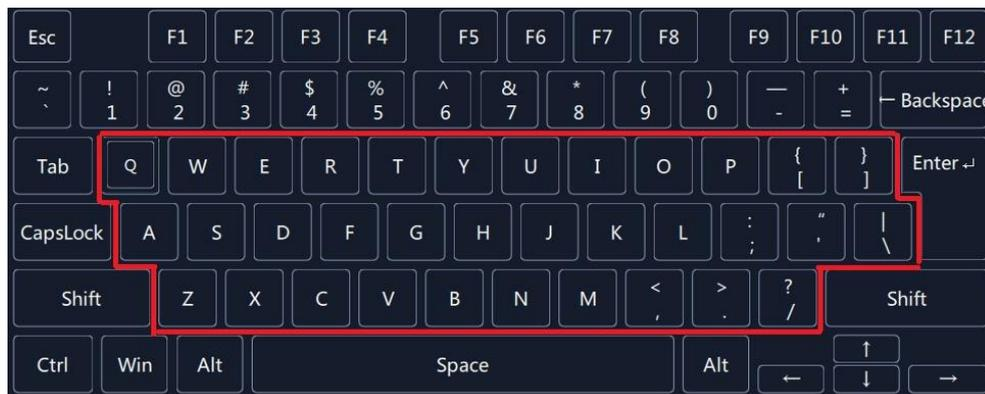 Esc F1 F2 F3 F4 F5 F6 F7 F8 F9 F10 F11 F12
~ ! @ # $ % ^ & * ( ) — +
` 1 2 3 4 5 6 7 8 9 0 - = ← Backspace
Tab Q W E R T Y U I O P { } Enter ↵
[ ]
CapsLock A S D F G H J K L : " |
; ' \
Shift Z X C V B N M < > ? Shift
, . /
Ctrl Win Alt Space Alt ↑
← ↓ →